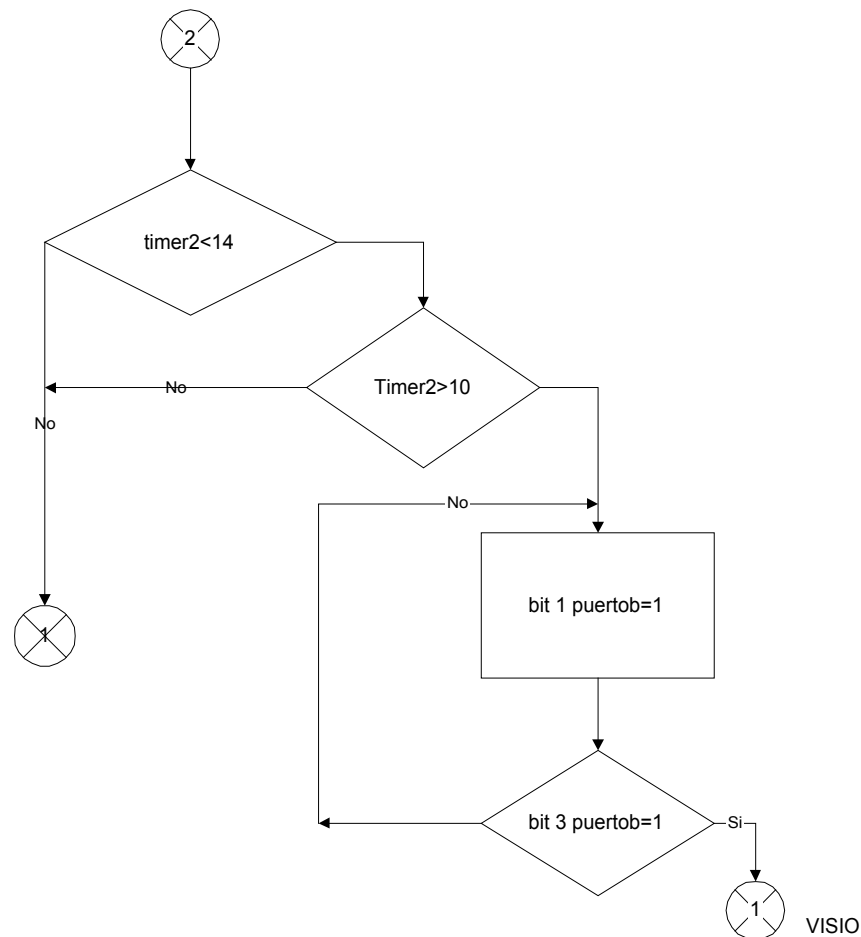 2
timer2<14
Timer2>10
No
No
No
bit 1 puertob=1
1
bit 3 puertob=1
Si
1
VISIO